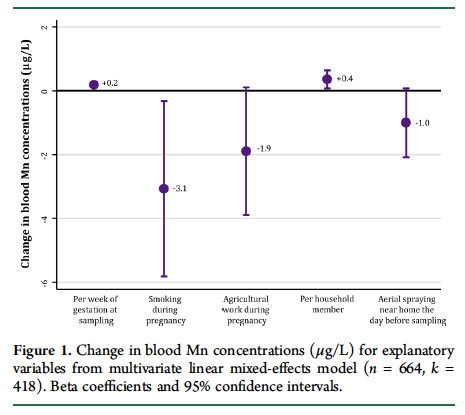 Change in blood Mn concentrations (µg/L)
2
0
-2
-4
-6
+0.2
-3.1
-1.9
+0.4
-1.0
Per week of
gestation at
sampling
Smoking
during
pregnancy
Agricultural
work during
pregnancy
Per household
member
Aerial spraying
near home the
day before sampling
Figure 1. Change in blood Mn concentrations (μg/L) for explanatory
variables from multivariate linear mixed-effects model (n = 664, k =
418). Beta coefficients and 95% confidence intervals.